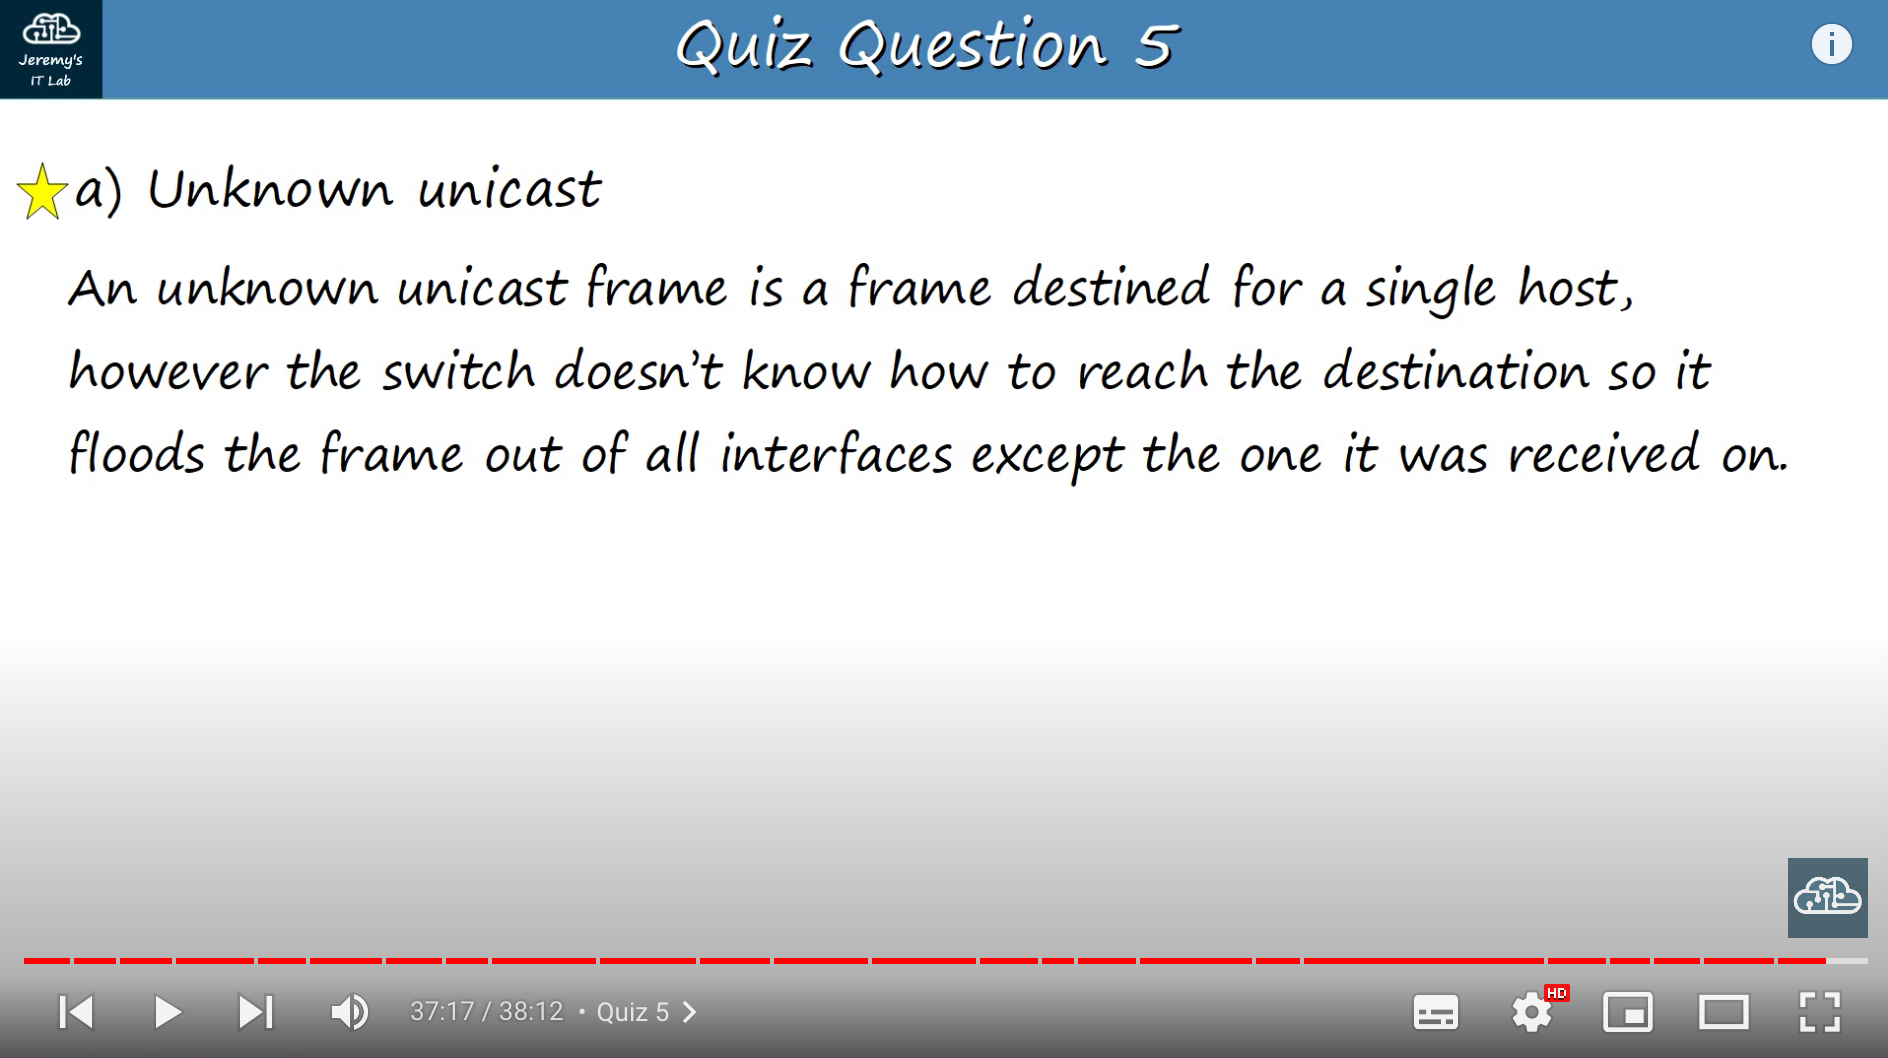 Jeremy's
IT Lab
Quiz Question 5
a) Unknown unicast
An unknown unicast frame is a frame destined for a single host,
however the switch doesn't know how to reach the destination so it
floods the frame out of all interfaces except the one it was received on.
HD
37:17 / 38:12 • Quiz 5